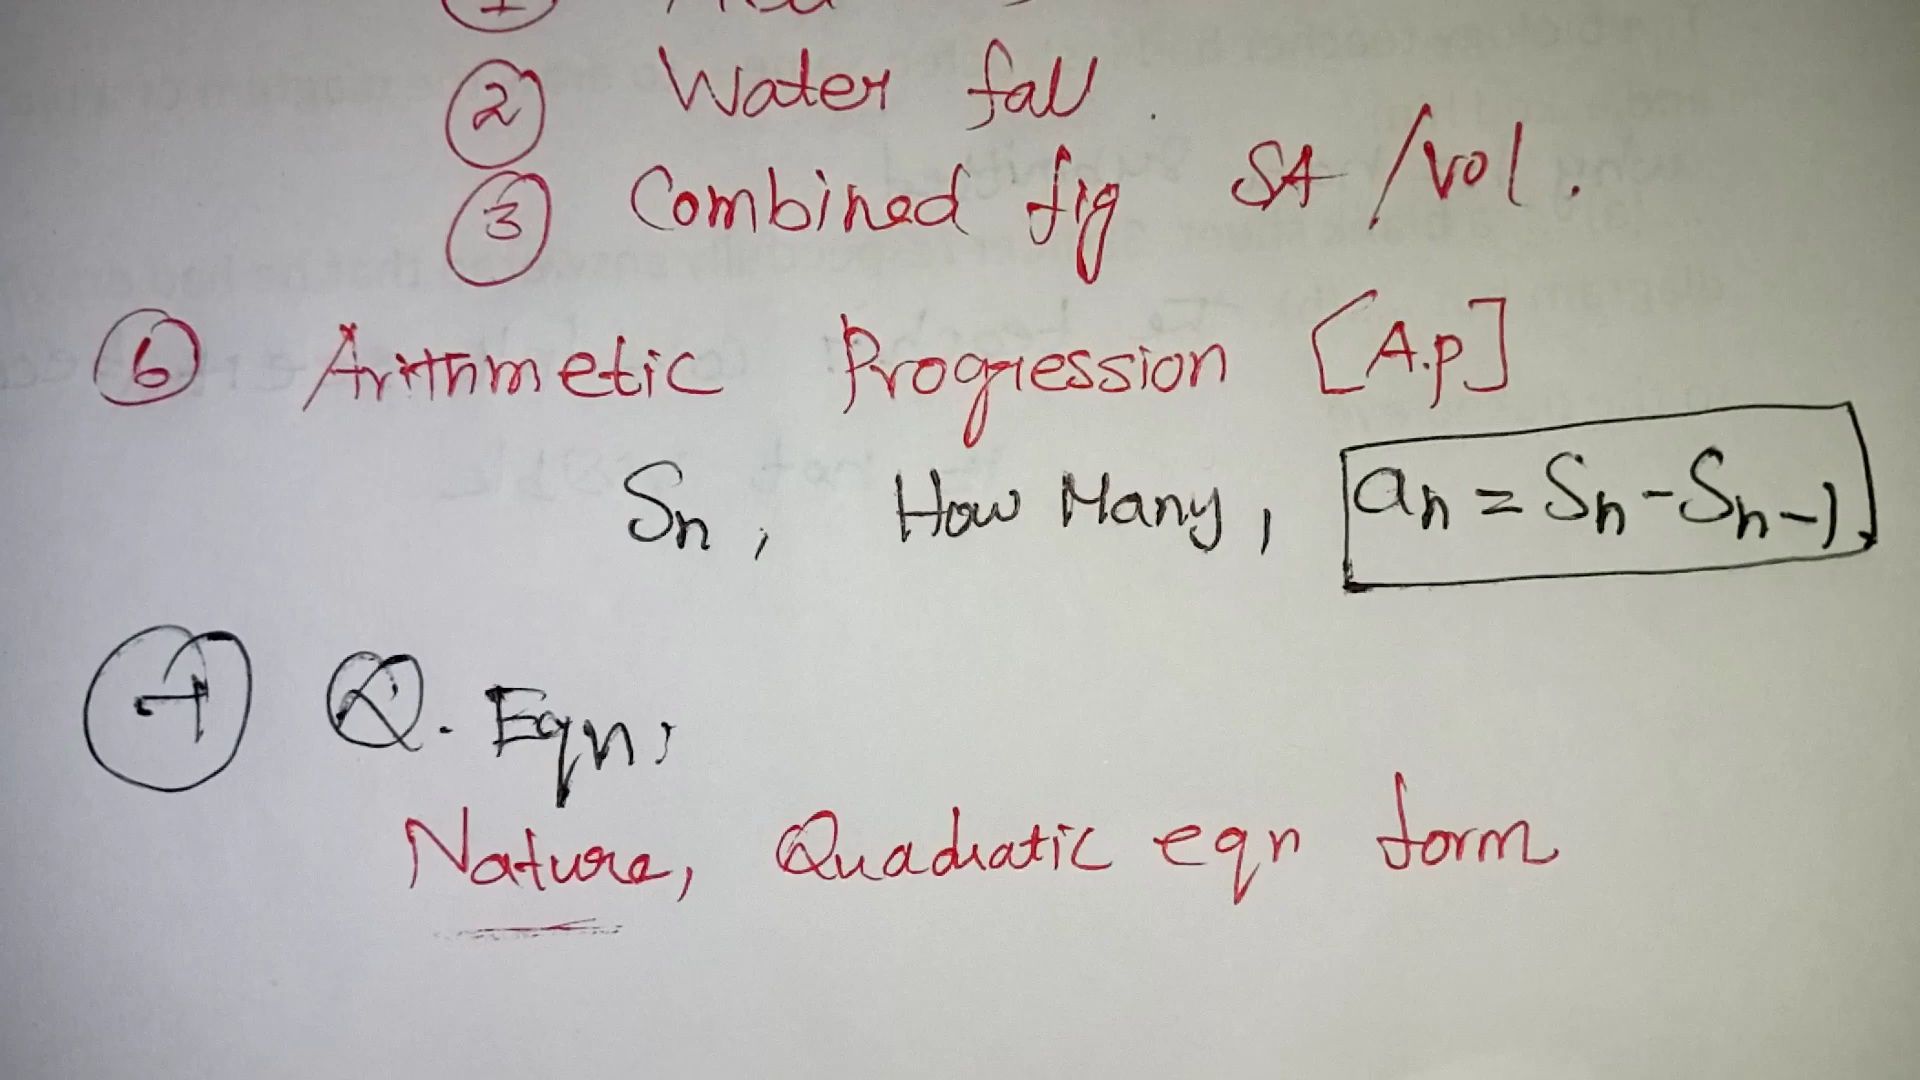 ①
② Water fall.
③ Combined fig SA/vol.
⑥ Arithmetic Progression [A.p]
Sn, How Many, an = Sn - Sn-1
⑦ Q. Eqn,
Nature, Quadratic eqn form